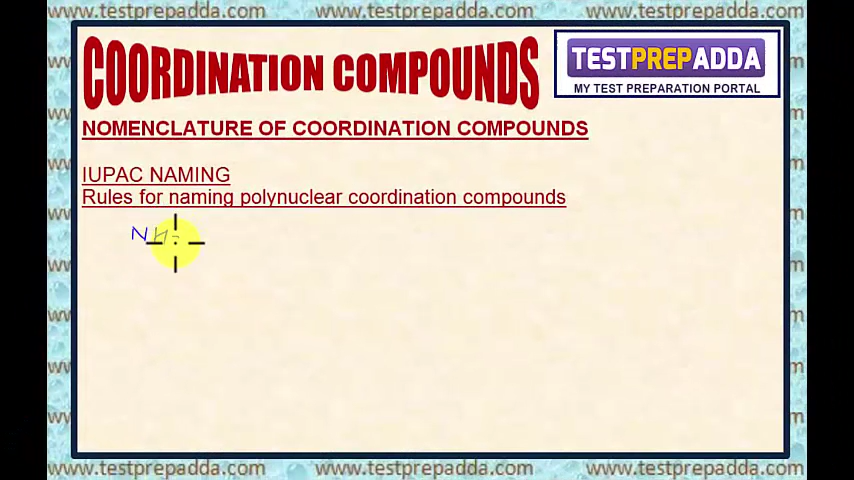 www.testprepadda.com www.testprepadda.com www.testprepadda.com
COORDINATION COMPOUNDS
TESTPREPADDA
MY TEST PREPARATION PORTAL
NOMENCLATURE OF COORDINATION COMPOUNDS
IUPAC NAMING
Rules for naming polynuclear coordination compounds
NH
www.testprepadda.com www.testprepadda.com www.testprepadda.com